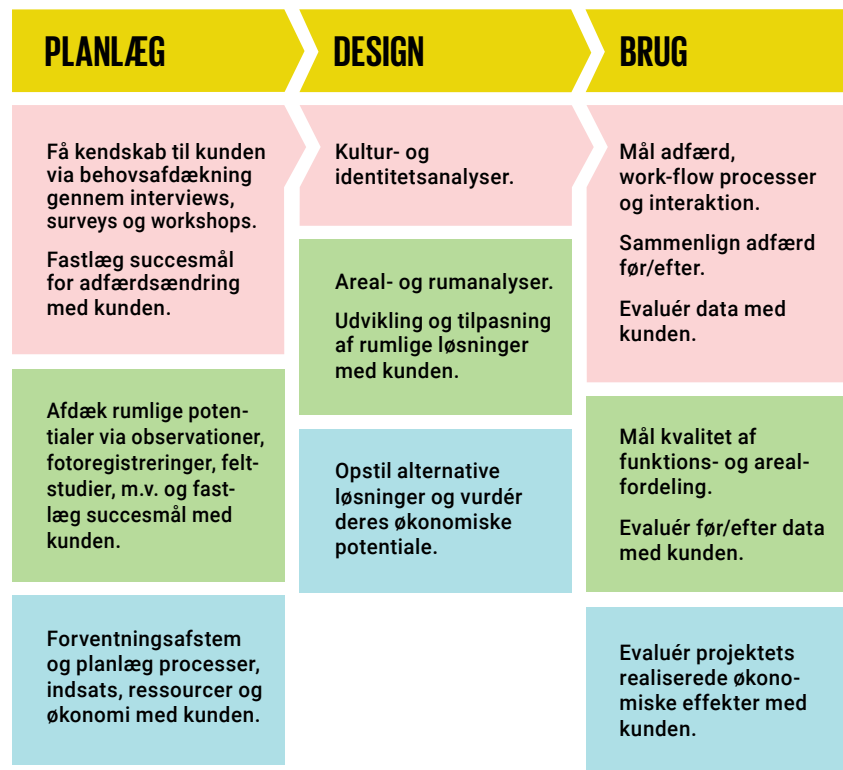 PLANLÆG
Få kendskab til kunden
via behovsafdækning
gennem interviews,
surveys og workshops.
Fastlæg succesmål
for adfærdsændring
med kunden.
Afdæk rumlige poten-
tialer via observationer,
fotoregistreringer, felt-
studier, m.v. og fast-
læg succesmål med
kunden.
Forventningsafstem
og planlæg processer,
indsats, ressourcer og
økonomi med kunden.
DESIGN
Kultur- og
identitetsanalyser.
Areal- og rumanalyser.
Udvikling og tilpasning
af rumlige løsninger
med kunden.
Opstil alternative
løsninger og vurdér
deres økonomiske
potentiale.
BRUG
Mål adfærd,
work-flow processer
og interaktion.
Sammenlign adfærd
før/efter.
Evaluér data med
kunden.
Mål kvalitet af
funktions- og areal-
fordeling.
Evaluér før/efter data
med kunden.
Evaluér projektets
realiserede økono-
miske effekter med
kunden.